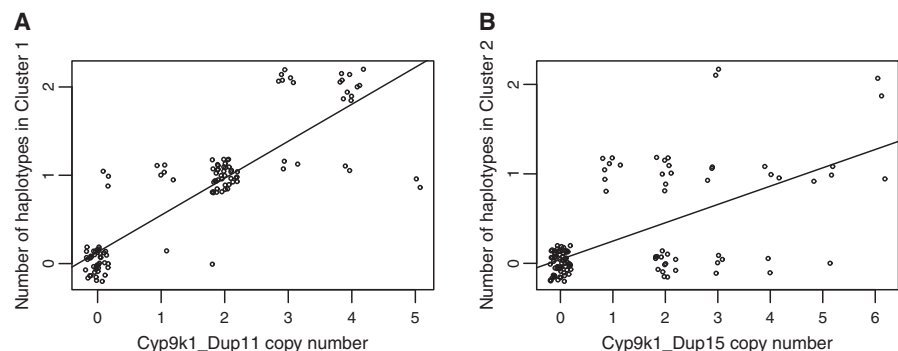 A
Number of haplotypes in Cluster 1
2
1
0
0 1 2 3 4 5
Cyp9k1_Dup11 copy number
B
Number of haplotypes in Cluster 2
2
1
0
0 1 2 3 4 5 6
Cyp9k1_Dup15 copy number